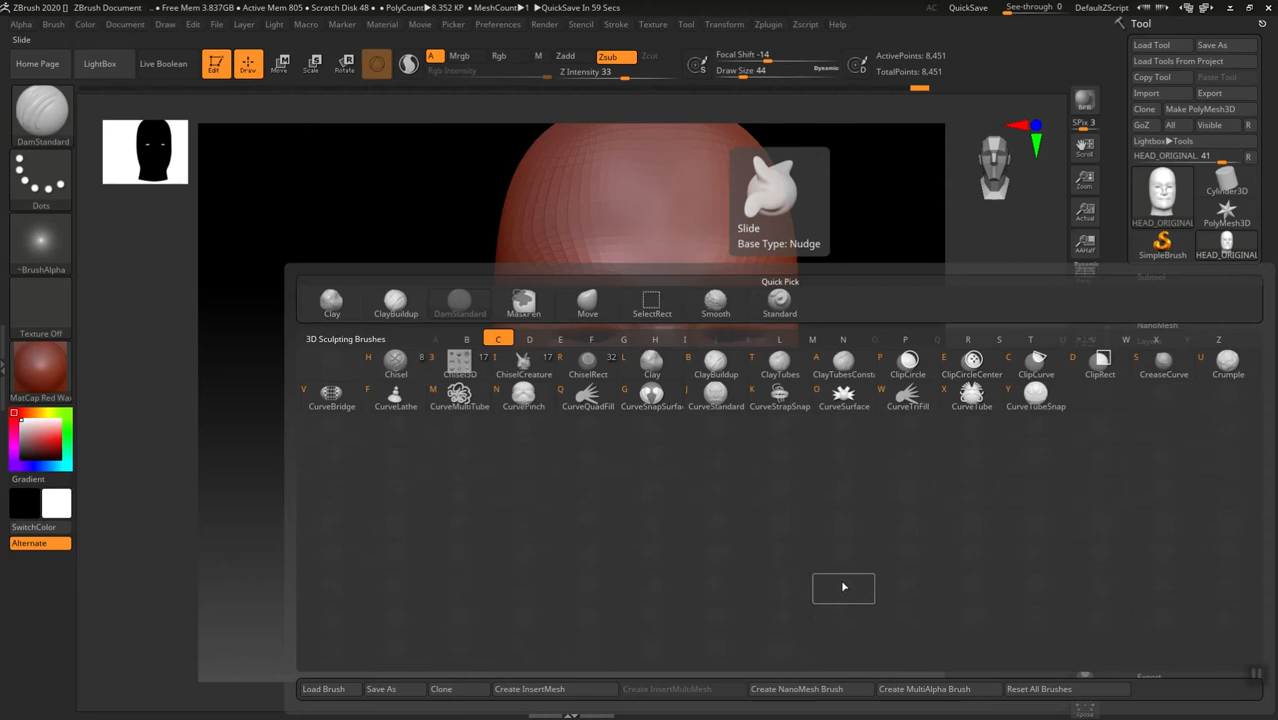 ZBrush 2020 [] ZBrush Document .. • Free Mem 3.837GB • Active Mem 805 • Scratch Disk 48 • PolyCount▶8.352 KP • MeshCount▶1 ▶QuickSave In 59 Secs AC QuickSave See-through 0 DefaultZScript
Alpha Brush Color Document Draw Edit File Layer Light Macro Marker Material Movie Picker Preferences Render Stencil Stroke Texture Tool Transform Zplugin Zscript Help
Tool
Slide
Home Page LightBox Live Boolean Edit Draw Move Scale Rotate
A Mrgb Rgb M Zadd Zsub Zcut
Rgb Intensity Z Intensity 33
Focal Shift -14
Draw Size 44 Dynamic
ActivePoints: 8,451
TotalPoints: 8,451
Load Tool Save As
Load Tools From Project
Copy Tool Paste Tool
Import Export
Clone Make PolyMesh3D
GoZ All Visible R
Lightbox▶Tools
HEAD_ORIGINAL. 41 R
Cylinder3D
HEAD_ORIGINAL PolyMesh3D
SimpleBrush HEAD_ORIGINAL
BPR
SPix 3
Scroll
Zoom
Actual
AAHalf
Dynamic
DamStandard
Dots
~BrushAlpha
Texture Off
MatCap Red Wax
Gradient
SwitchColor
Alternate
Slide
Base Type: Nudge
Quick Pick
Clay ClayBuildup DamStandard MaskPen Move SelectRect Smooth Standard
3D Sculpting Brushes A B C D E F G H I J K L M N O P Q R S T U V W X Y Z
H 8 3 17 I 17 R 32 L B T A P E C D S U
Chisel Chisel3D ChiselCreature ChiselRect Clay ClayBuildup ClayTubes ClayTubesConst ClipCircle ClipCircleCenter ClipCurve ClipRect CreaseCurve Crumple
V F M N Q G J K O W X Y
CurveBridge CurveLathe CurveMultiTube CurvePinch CurveQuadFill CurveSnapSurfa CurveStandard CurveStrapSnap CurveSurface CurveTriFill CurveTube CurveTubeSnap
NanoMesh
Layers
Export
Xpose
Load Brush Save As Clone Create InsertMesh Create InsertMultiMesh Create NanoMesh Brush Create MultiAlpha Brush Reset All Brushes